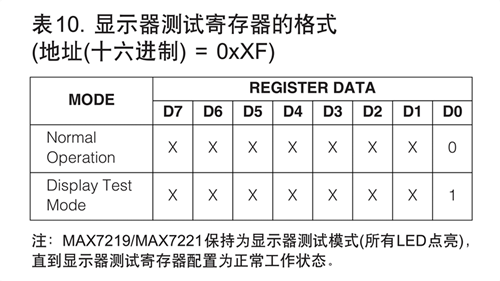 表10. 显示器测试寄存器的格式
(地址(十六进制) = 0xXF)
MODE REGISTER DATA
D7 D6 D5 D4 D3 D2 D1 D0
Normal
Operation X X X X X X X 0
Display Test
Mode X X X X X X X 1
注：MAX7219/MAX7221保持为显示器测试模式(所有LED点亮),
直到显示器测试寄存器配置为正常工作状态。